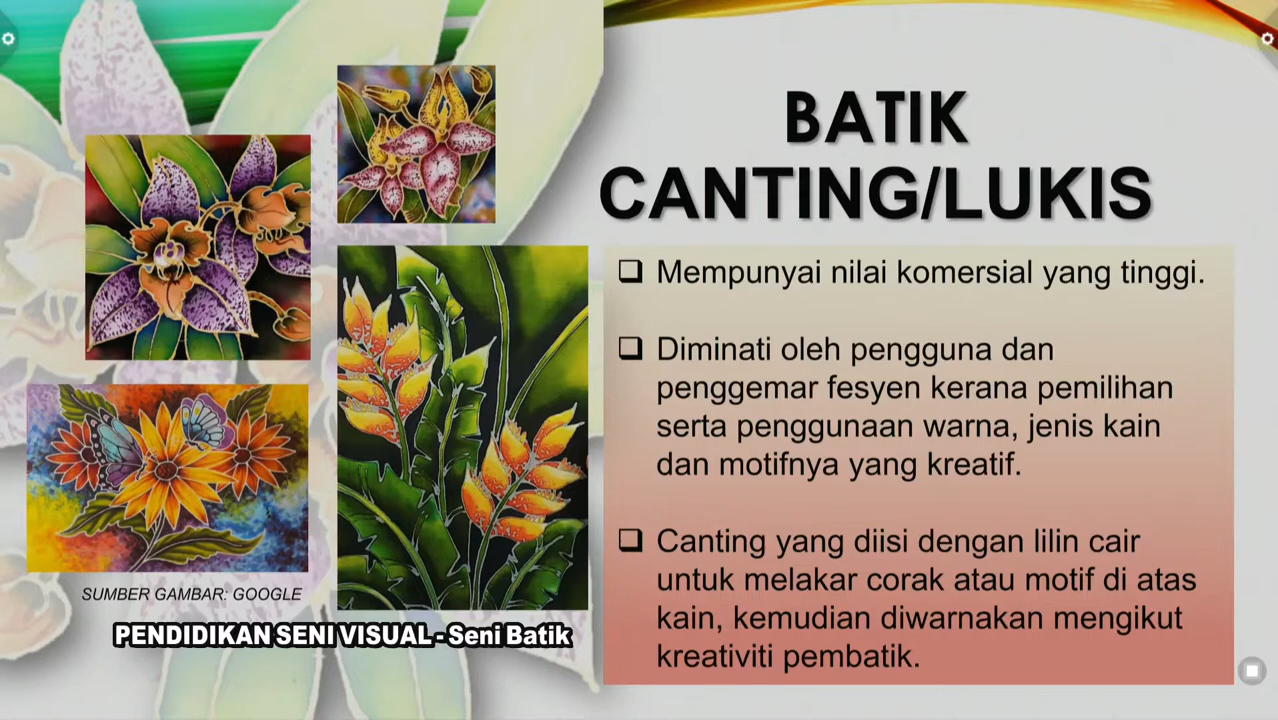 BATIK
CANTING/LUKIS
Mempunyai nilai komersial yang tinggi.
Diminati oleh pengguna dan
penggemar fesyen kerana pemilihan
serta penggunaan warna, jenis kain
dan motifnya yang kreatif.
Canting yang diisi dengan lilin cair
untuk melakar corak atau motif di atas
kain, kemudian diwarnakan mengikut
kreativiti pembatik.
SUMBER GAMBAR: GOOGLE
PENDIDIKAN SENI VISUAL - Seni Batik